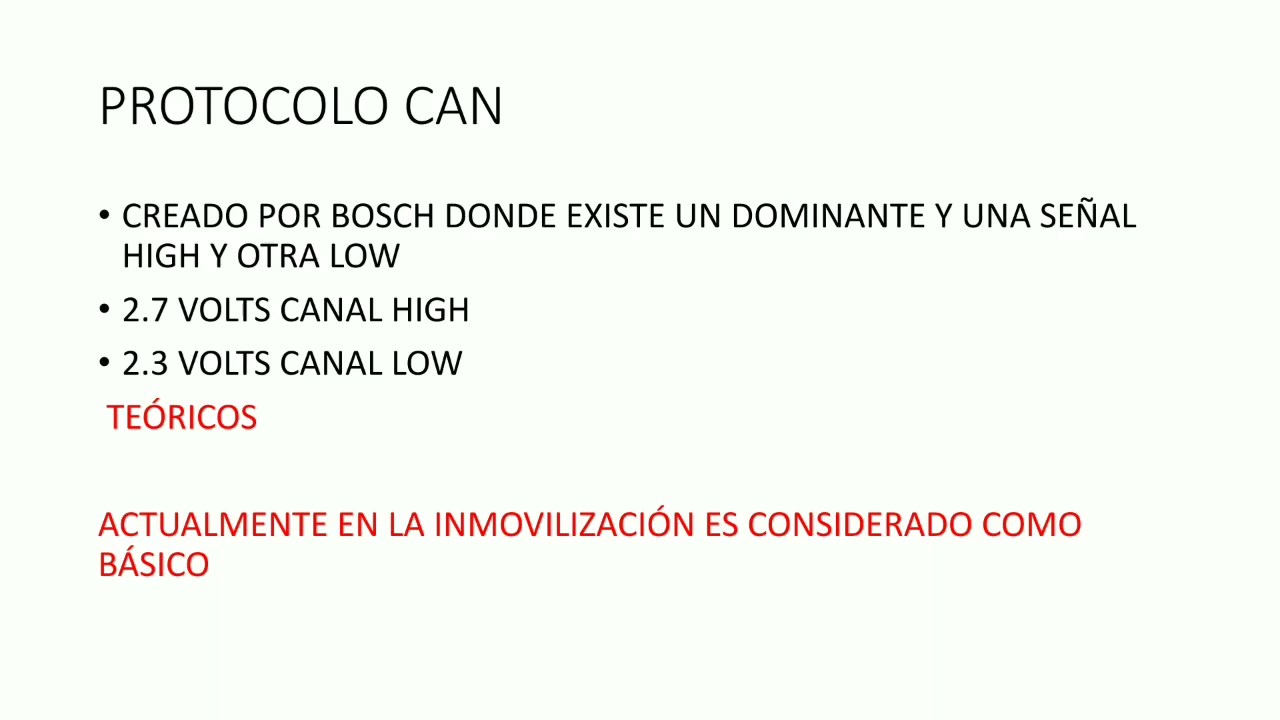 PROTOCOLO CAN
• CREADO POR BOSCH DONDE EXISTE UN DOMINANTE Y UNA SEÑAL
HIGH Y OTRA LOW
• 2.7 VOLTS CANAL HIGH
• 2.3 VOLTS CANAL LOW
TEÓRICOS
ACTUALMENTE EN LA INMOVILIZACIÓN ES CONSIDERADO COMO
BÁSICO